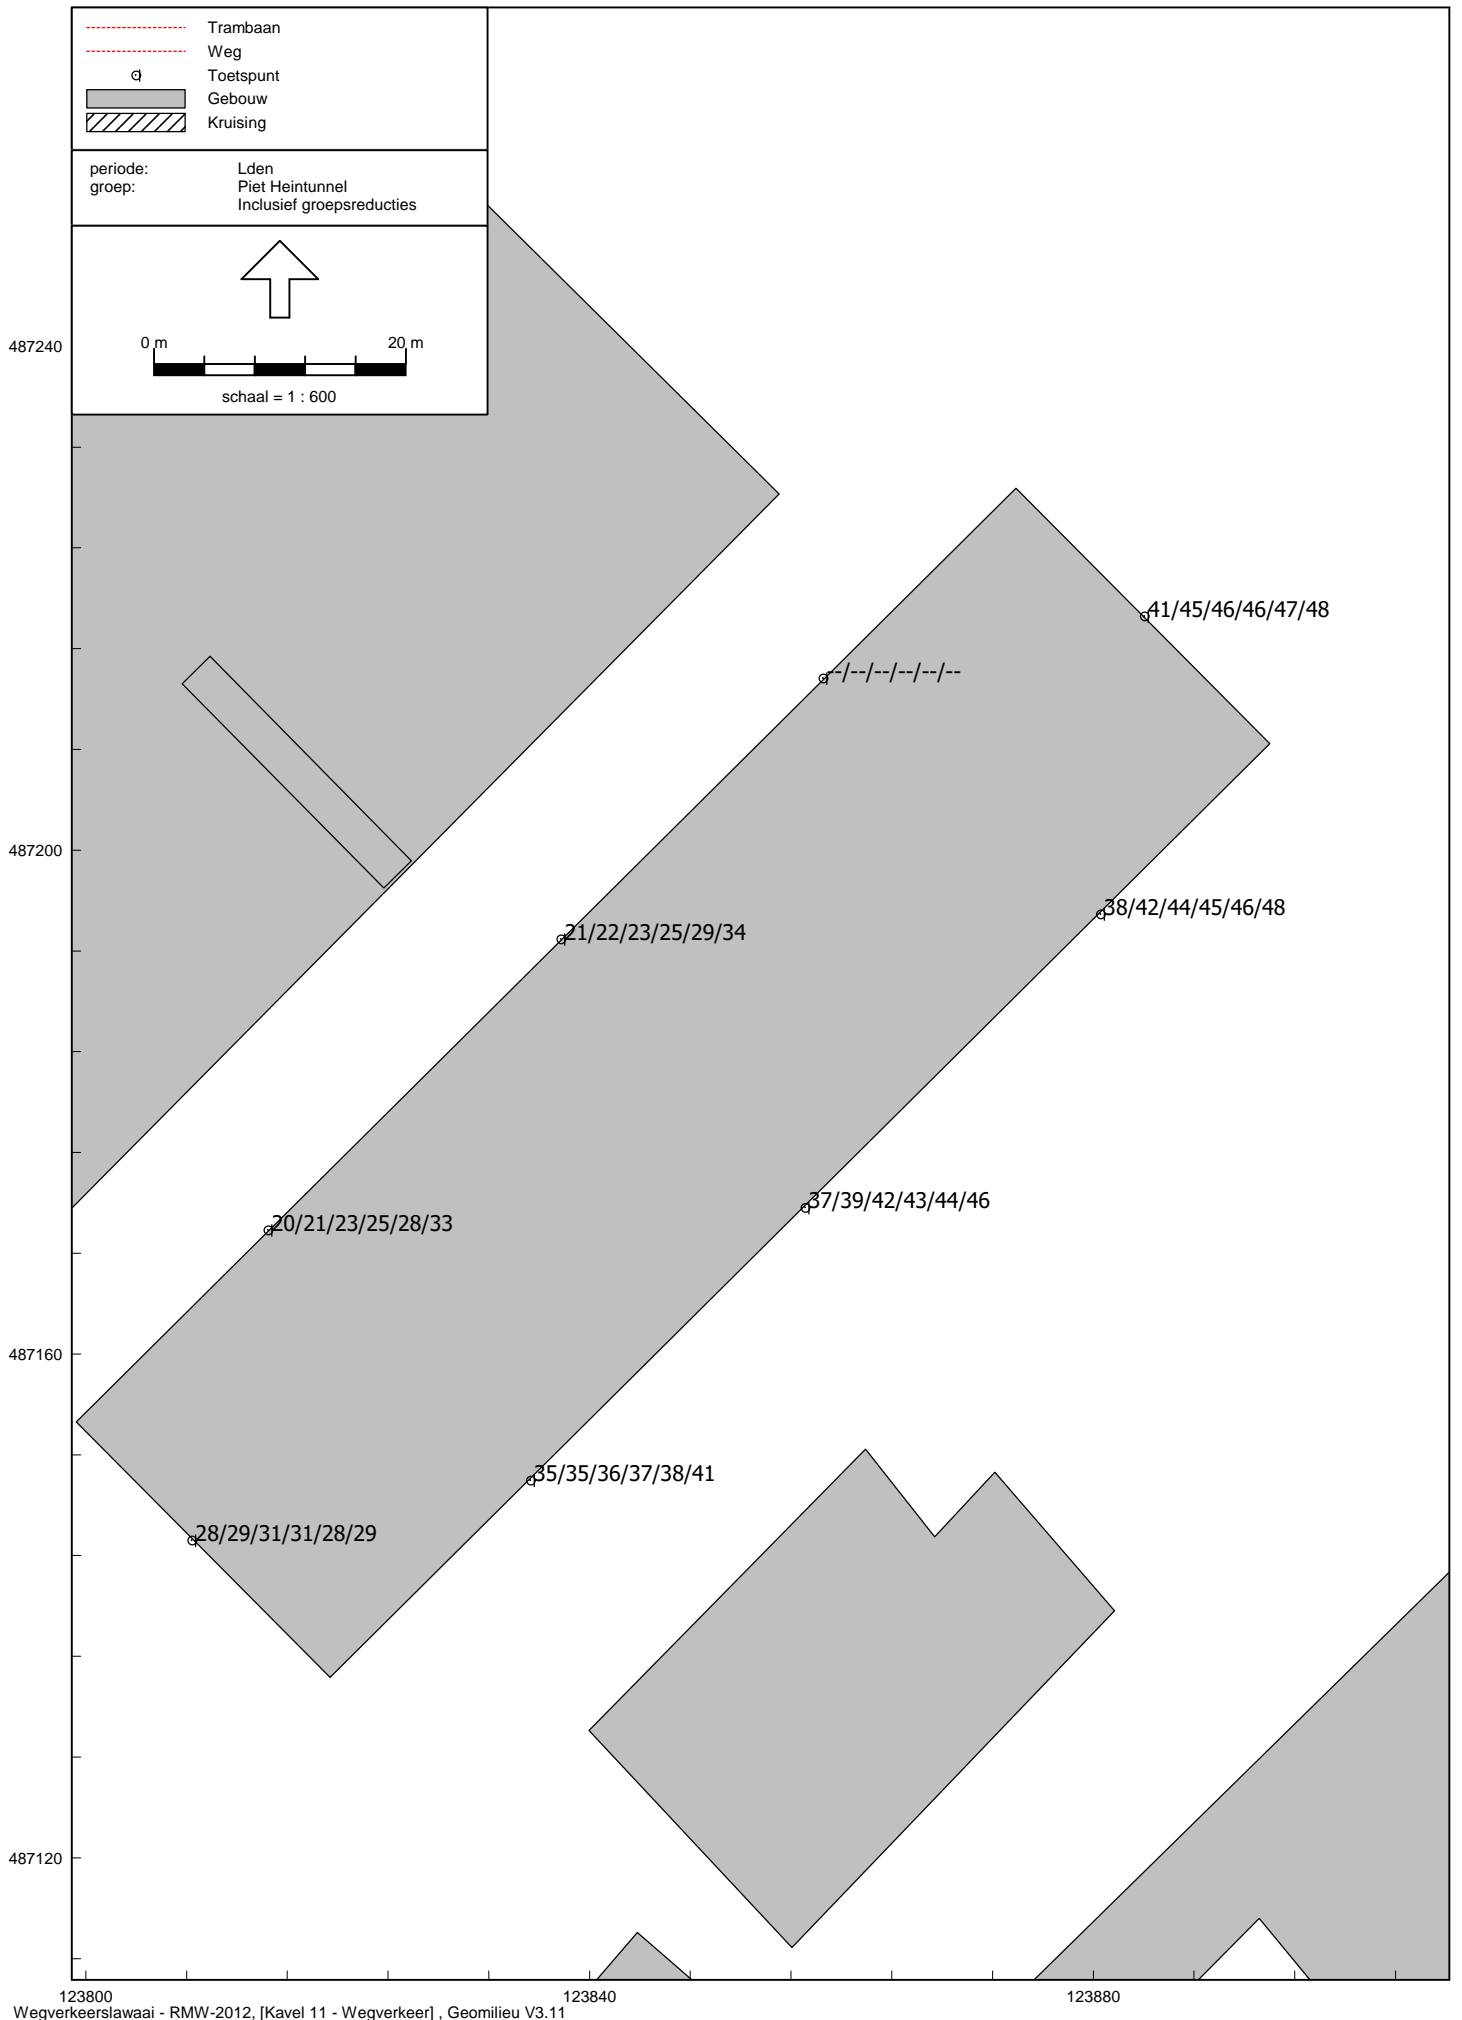 Trambaan
Weg
Toetspunt
Gebouw
Kruising
periode: Lden
groep: Piet Heintunnel
Inclusief groepsreducties
0 m 20 m
schaal = 1 : 600
487240
41/45/46/46/47/48
--/--/--/--/--/--
487200
38/42/44/45/46/48
21/22/23/25/29/34
37/39/42/43/44/46
20/21/23/25/28/33
487160
35/35/36/37/38/41
28/29/31/31/28/29
487120
123800 123840 123880
Wegverkeerslawaai - RMW-2012, [Kavel 11 - Wegverkeer] , Geomilieu V3.11